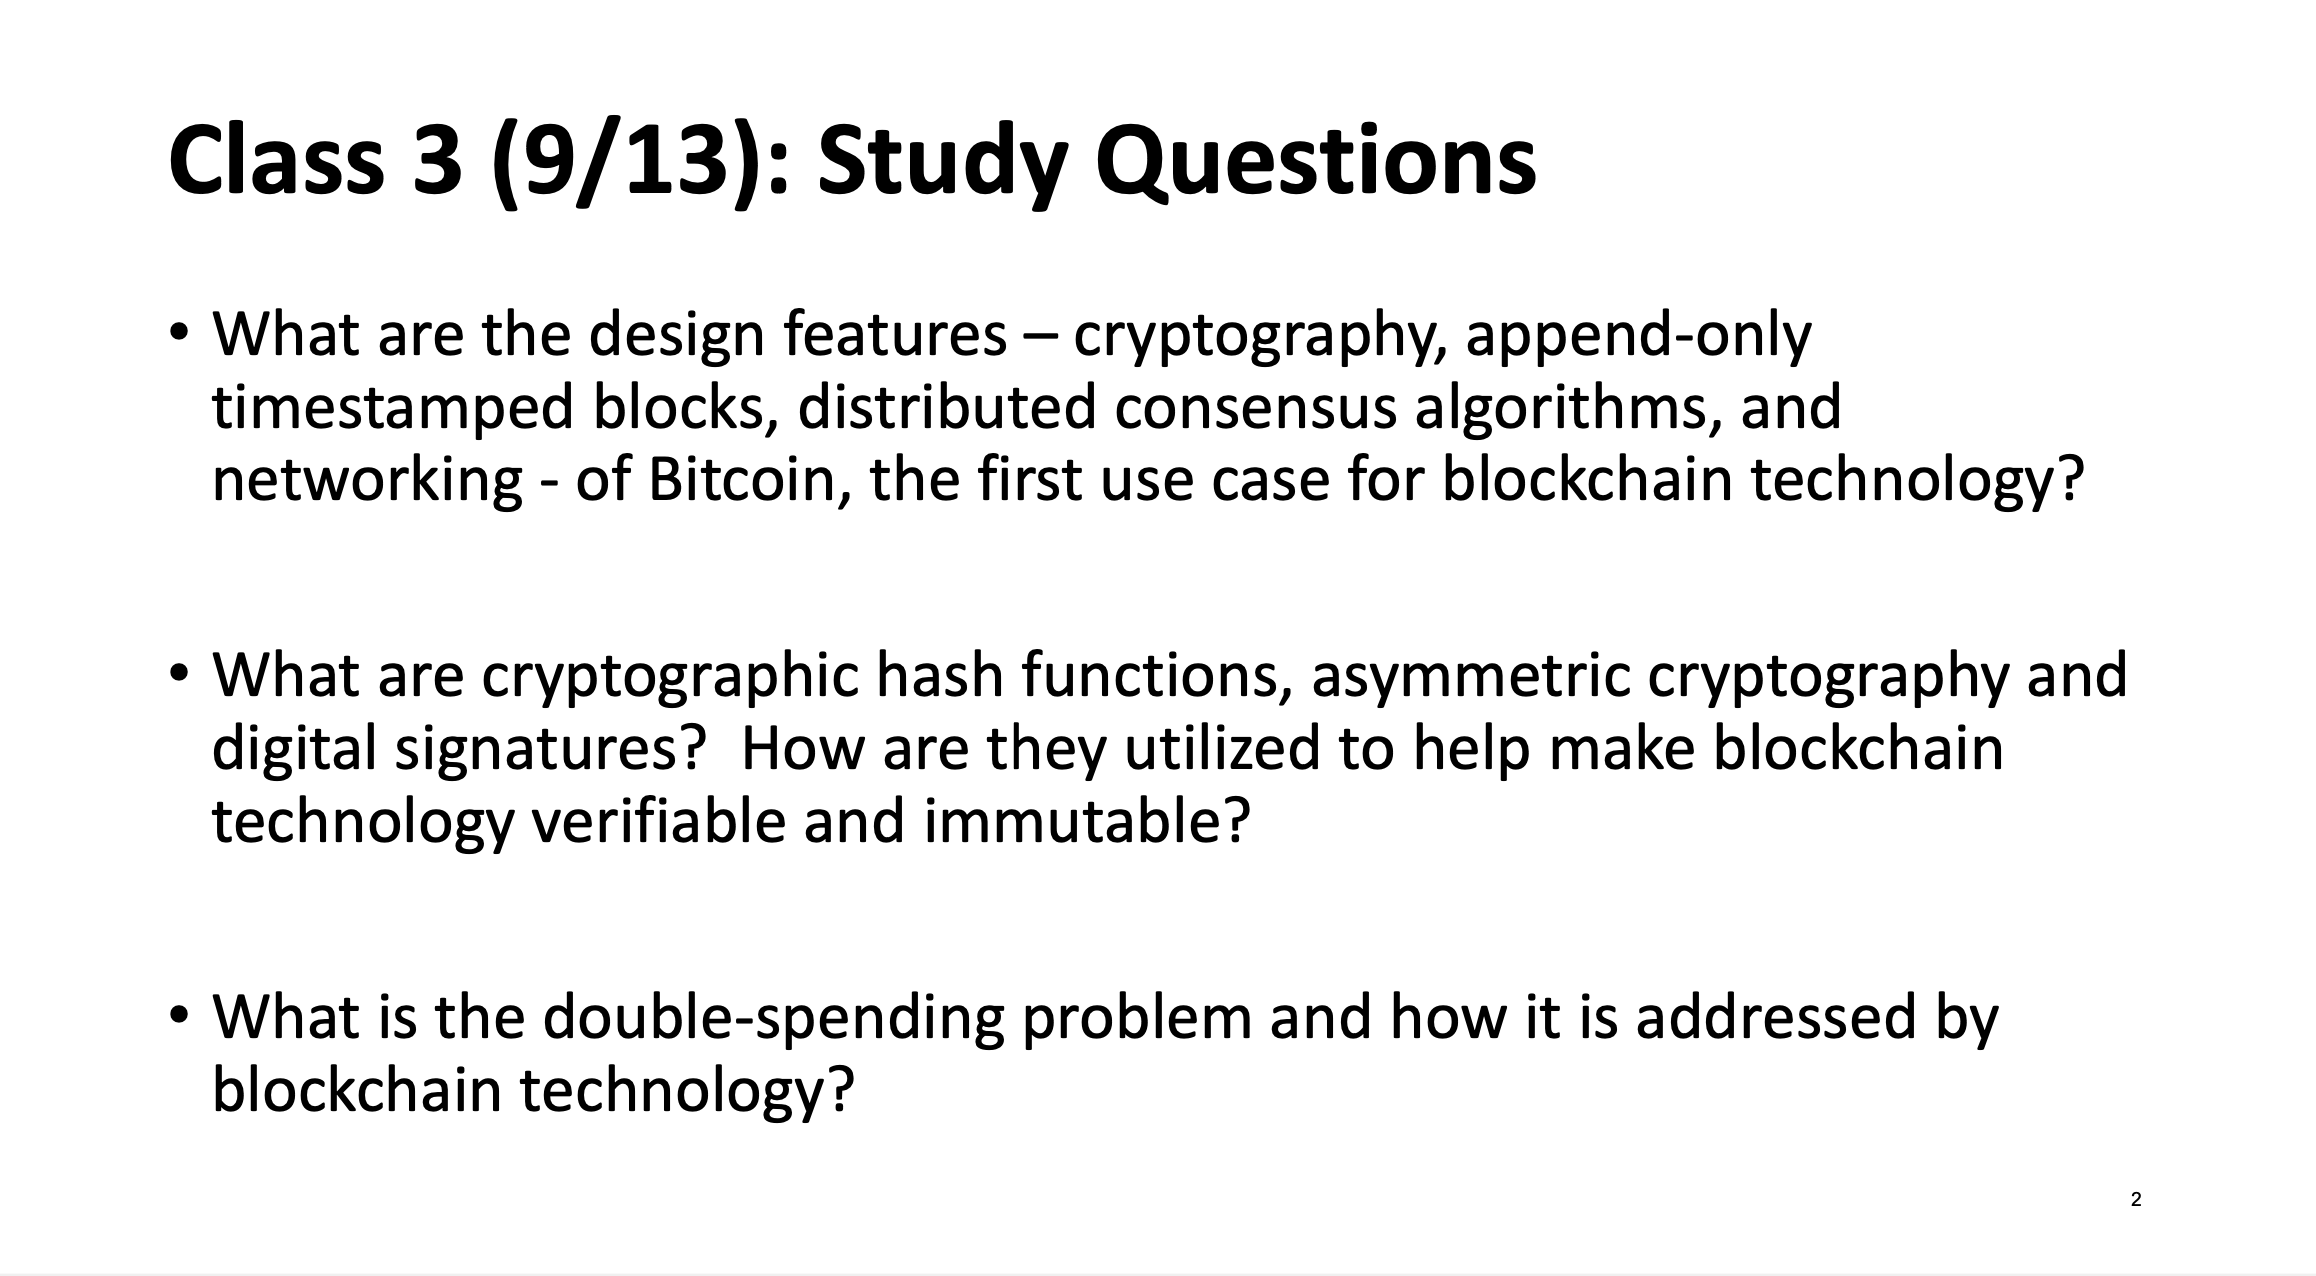 Class 3 (9/13): Study Questions
• What are the design features – cryptography, append-only
timestamped blocks, distributed consensus algorithms, and
networking - of Bitcoin, the first use case for blockchain technology?
• What are cryptographic hash functions, asymmetric cryptography and
digital signatures?  How are they utilized to help make blockchain
technology verifiable and immutable?
• What is the double-spending problem and how it is addressed by
blockchain technology?
2